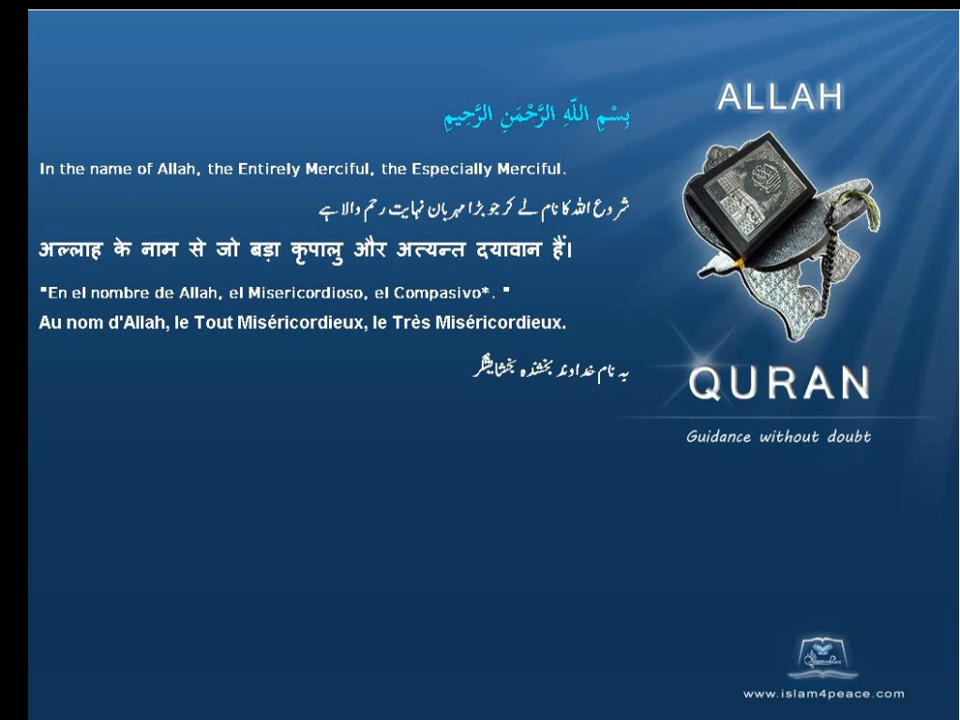 بِسْمِ اللَّهِ الرَّحْمَنِ الرَّحِيمِ
In the name of Allah, the Entirely Merciful, the Especially Merciful.
شروع الله کا نام لے کر جو بڑا مہربان نہایت رحم والا ہے
अल्लाह के नाम से जो बड़ा कृपालु और अत्यन्त दयावान हैं।
"En el nombre de Allah, el Misericordioso, el Compasivo*. "
Au nom d'Allah, le Tout Miséricordieux, le Très Miséricordieux.
به نام خداوند بخشنده بخشایشگر
ALLAH
QURAN
Guidance without doubt
www.islam4peace.com